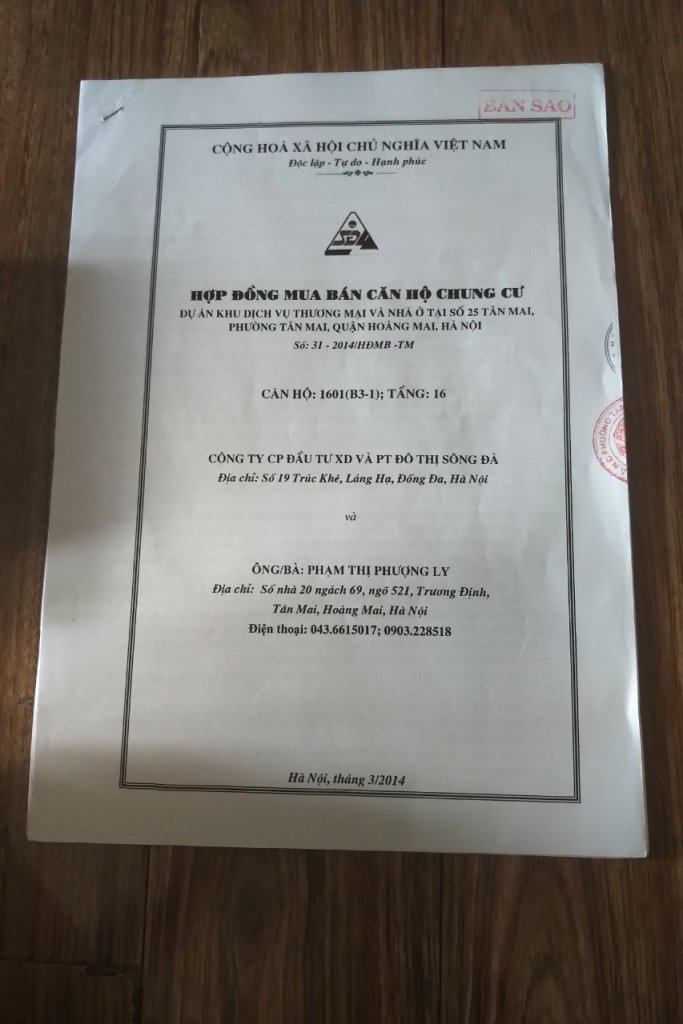 BẢN SAO
CỘNG HOÀ XÃ HỘI CHỦ NGHĨA VIỆT NAM
Độc lập - Tự do - Hạnh phúc
HỢP ĐỒNG MUA BÁN CĂN HỘ CHUNG CƯ
DỰ ÁN KHU DỊCH VỤ THƯƠNG MẠI VÀ NHÀ Ở TẠI SỐ 25 TÂN MAI,
PHƯỜNG TÂN MAI, QUẬN HOÀNG MAI, HÀ NỘI
Số: 31 - 2014/HĐMB -TM
CĂN HỘ: 1601(B3-1); TẦNG: 16
CÔNG TY CP ĐẦU TƯ XD VÀ PT ĐÔ THỊ SÔNG ĐÀ
Địa chỉ: Số 19 Trúc Khê, Láng Hạ, Đống Đa, Hà Nội
và
ÔNG/BÀ: PHẠM THỊ PHƯỢNG LY
Địa chỉ: Số nhà 20 ngách 69, ngõ 521, Trương Định,
Tân Mai, Hoàng Mai, Hà Nội
Điện thoại: 043.6615017; 0903.228518
Hà Nội, tháng 3/2014